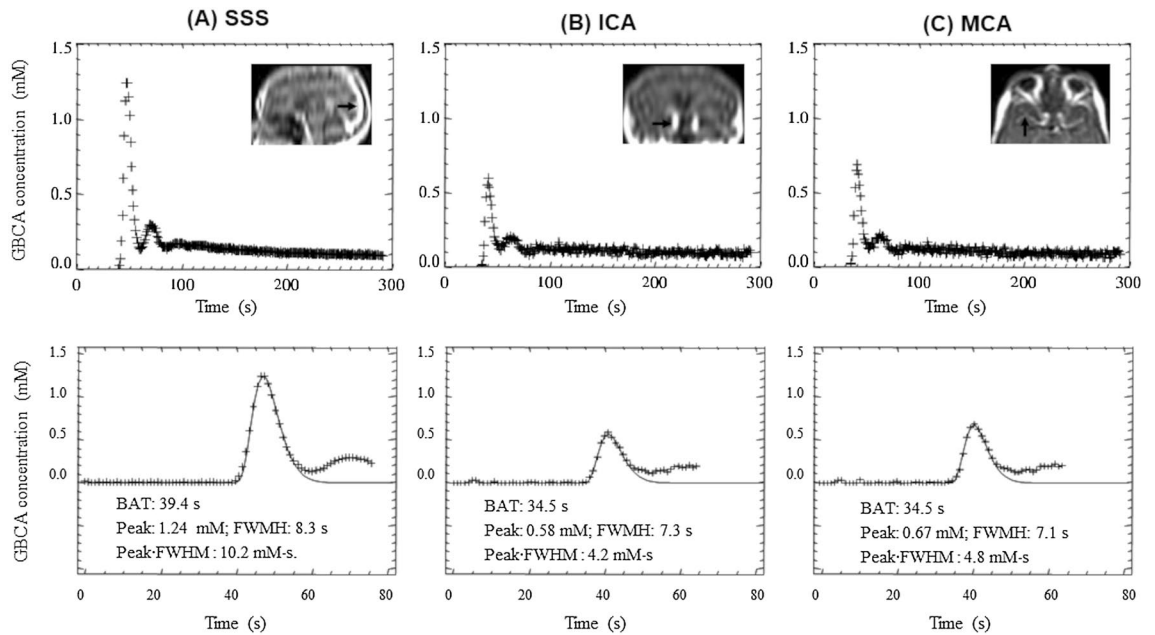 (A) SSS
(B) ICA
(C) MCA
GBCA concentration (mM)
1.5
1.0
0.5
0.0
0
100
200
300
Time (s)
1.5
1.0
0.5
0.0
0
100
200
300
Time (s)
1.5
1.0
0.5
0.0
0
100
200
300
Time (s)
GBCA concentration (mM)
1.5
1.0
0.5
0.0
BAT: 39.4 s
Peak: 1.24 mM; FWMH: 8.3 s
Peak·FWHM : 10.2 mM-s.
0
20
40
60
80
Time (s)
1.5
1.0
0.5
0.0
BAT: 34.5 s
Peak: 0.58 mM; FWMH: 7.3 s
Peak·FWHM : 4.2 mM-s
0
20
40
60
80
Time (s)
1.5
1.0
0.5
0.0
BAT: 34.5 s
Peak: 0.67 mM; FWMH: 7.1 s
Peak·FWHM : 4.8 mM-s
0
20
40
60
80
Time (s)